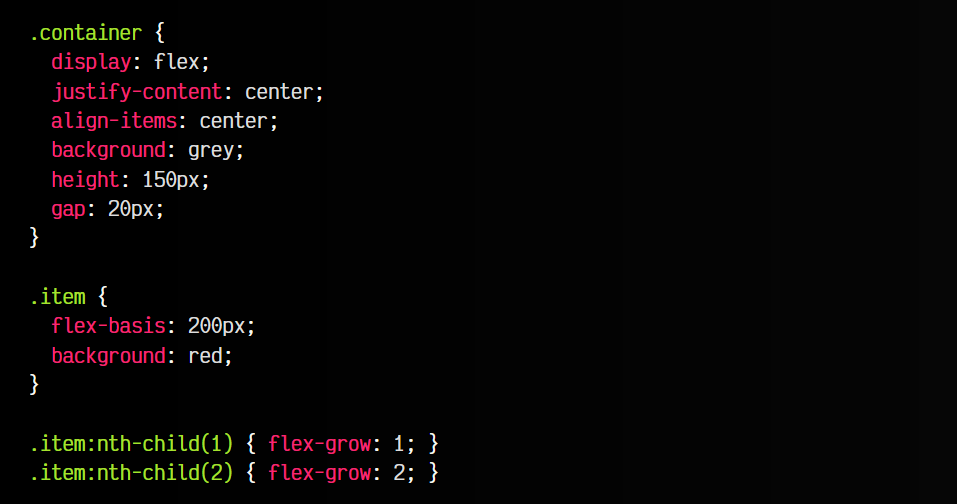 .container {
  display: flex;
  justify-content: center;
  align-items: center;
  background: grey;
  height: 150px;
  gap: 20px;
}

.item {
  flex-basis: 200px;
  background: red;
}

.item:nth-child(1) { flex-grow: 1; }
.item:nth-child(2) { flex-grow: 2; }